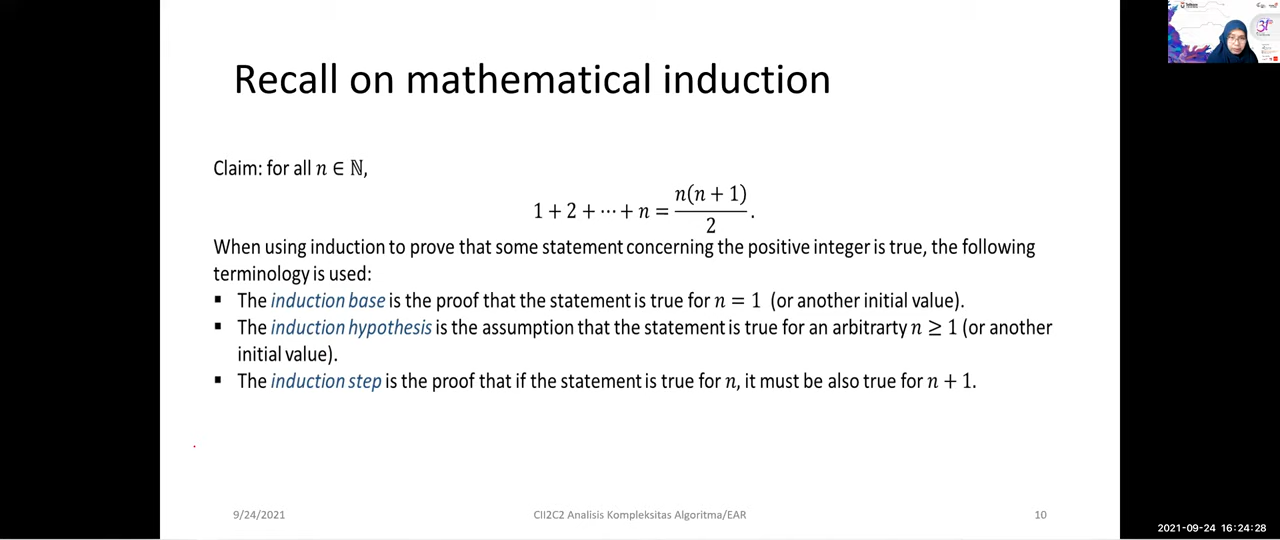 Recall on mathematical induction
Claim: for all n ∈ ℕ,
1 + 2 + ⋯ + n = n(n + 1)/2.
When using induction to prove that some statement concerning the positive integer is true, the following
terminology is used:
▪ The induction base is the proof that the statement is true for n = 1 (or another initial value).
▪ The induction hypothesis is the assumption that the statement is true for an arbitrarty n ≥ 1 (or another
initial value).
▪ The induction step is the proof that if the statement is true for n, it must be also true for n + 1.
9/24/2021
CII2C2 Analisis Kompleksitas Algoritma/EAR
10
2021-09-24 16:24:28